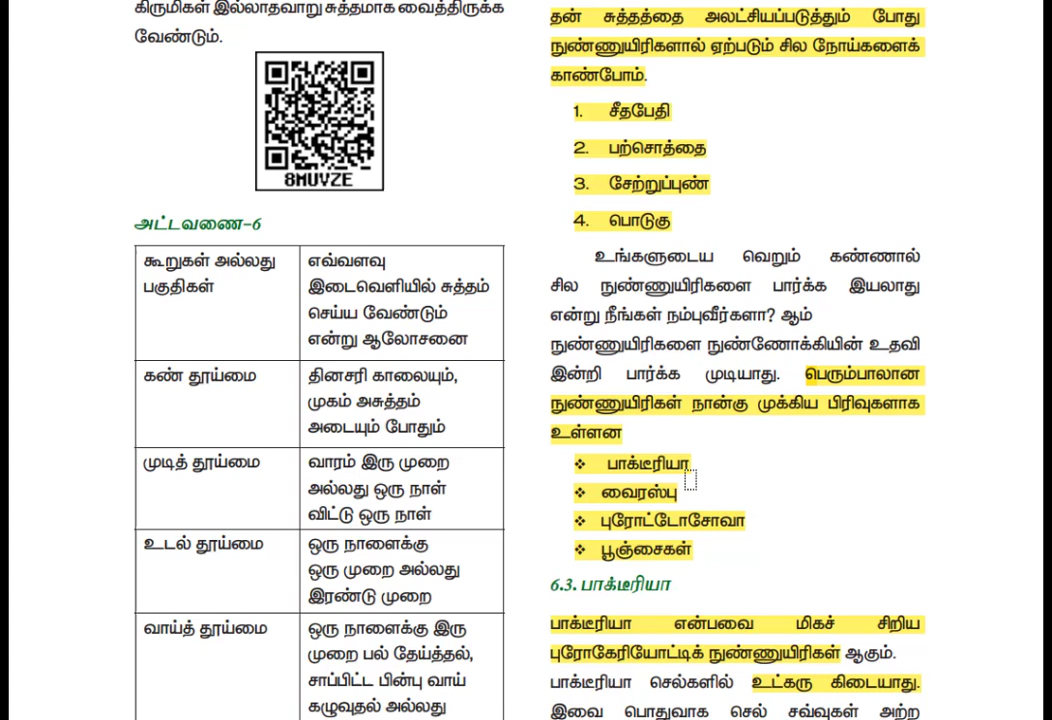 கிருமிகள் இல்லாதவாறு சுத்தமாக வைத்திருக்க
வேண்டும்.
8MUVZE
அட்டவணை-6
கூறுகள் அல்லது
பகுதிகள்
எவ்வளவு
இடைவெளியில் சுத்தம்
செய்ய வேண்டும்
என்று ஆலோசனை
கண் தூய்மை
தினசரி காலையும்,
முகம் அசுத்தம்
அடையும் போதும்
முடித் தூய்மை
வாரம் இரு முறை
அல்லது ஒரு நாள்
விட்டு ஒரு நாள்
உடல் தூய்மை
ஒரு நாளைக்கு
ஒரு முறை அல்லது
இரண்டு முறை
வாய்த் தூய்மை
ஒரு நாளைக்கு இரு
முறை பல் தேய்த்தல்,
சாப்பிட்ட பின்பு வாய்
கழுவுதல் அல்லது
தன் சுத்தத்தை அலட்சியப்படுத்தும் போது
நுண்ணுயிரிகளால் ஏற்படும் சில நோய்களைக்
காண்போம்.
1. சீதபேதி
2. பற்சொத்தை
3. சேற்றுப்புண்
4. பொடுகு
உங்களுடைய வெறும் கண்ணால்
சில நுண்ணுயிரிகளை பார்க்க இயலாது
என்று நீங்கள் நம்புவீர்களா? ஆம்
நுண்ணுயிரிகளை நுண்ணோக்கியின் உதவி
இன்றி பார்க்க முடியாது. பெரும்பாலான
நுண்ணுயிரிகள் நான்கு முக்கிய பிரிவுகளாக
உள்ளன
❖ பாக்டீரியா
❖ வைரஸ்பு
❖ புரோட்டோசோவா
❖ பூஞ்சைகள்
6.3. பாக்டீரியா
பாக்டீரியா என்பவை மிகச் சிறிய
புரோகேரியோட்டிக் நுண்ணுயிரிகள் ஆகும்.
பாக்டீரியா செல்களில் உட்கரு கிடையாது.
இவை பொதுவாக செல் சவ்வுகள் அற்ற